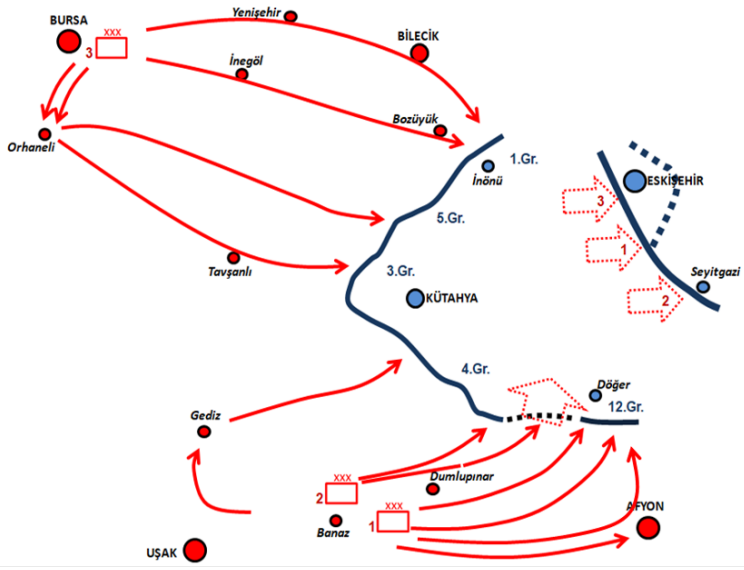 BURSA
Yenişehir
xxx
3
BİLECİK
İnegöl
Bozüyük
Orhaneli
1.Gr.
İnönü
ESKİŞEHİR
3
5.Gr.
1
Tavşanlı
3.Gr.
Seyitgazi
KÜTAHYA
2
4.Gr.
Döğer
12.Gr.
Gediz
xxx
2
Dumlupınar
xxx
1
Banaz
AFYON
UŞAK